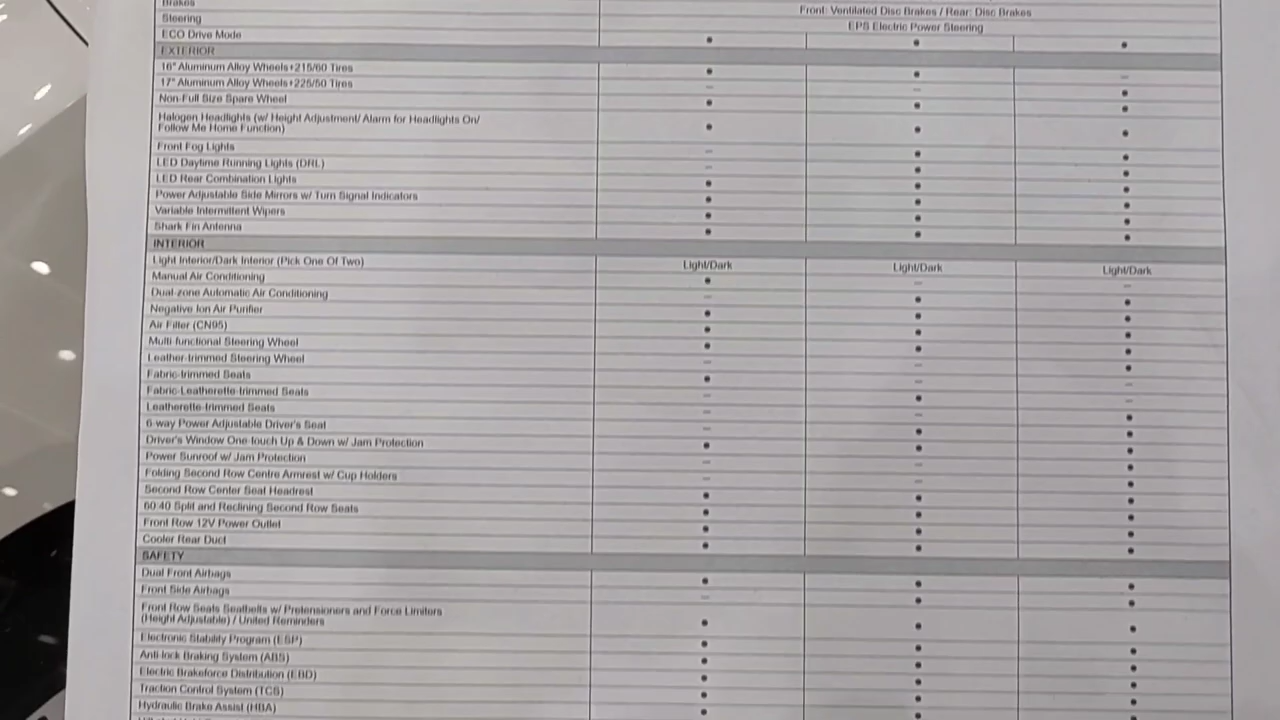 Brakes Front: Ventilated Disc Brakes / Rear: Disc Brakes
Steering EPS Electric Power Steering
ECO Drive Mode ● ● ●
EXTERIOR
16" Aluminum Alloy Wheels+215/60 Tires ● ● –
17" Aluminum Alloy Wheels+225/50 Tires – – ●
Non-Full Size Spare Wheel ● ● ●
Halogen Headlights (w/ Height Adjustment/ Alarm for Headlights On/
Follow Me Home Function) ● ● ●
Front Fog Lights – ● ●
LED Daytime Running Lights (DRL) – ● ●
LED Rear Combination Lights ● ● ●
Power Adjustable Side Mirrors w/ Turn Signal Indicators ● ● ●
Variable Intermittent Wipers ● ● ●
Shark Fin Antenna ● ● ●
INTERIOR
Light Interior/Dark Interior (Pick One Of Two) Light/Dark Light/Dark Light/Dark
Manual Air Conditioning ● – –
Dual-zone Automatic Air Conditioning – ● ●
Negative Ion Air Purifier ● ● ●
Air Filter (CN95) ● ● ●
Multi functional Steering Wheel ● ● ●
Leather-trimmed Steering Wheel – – ●
Fabric-trimmed Seats ● – –
Fabric-Leatherette-trimmed Seats – ● –
Leatherette-trimmed Seats – – ●
6-way Power Adjustable Driver's Seat – ● ●
Driver's Window One-touch Up & Down w/ Jam Protection ● ● ●
Power Sunroof w/ Jam Protection – – ●
Folding Second Row Centre Armrest w/ Cup Holders – – ●
Second Row Center Seat Headrest ● ● ●
60:40 Split and Reclining Second Row Seats ● ● ●
Front Row 12V Power Outlet ● ● ●
Cooler Rear Duct ● ● ●
SAFETY
Dual Front Airbags ● ● ●
Front Side Airbags – ● ●
Front Row Seats Seatbelts w/ Pretensioners and Force Limiters
(Height Adjustable) / United Reminders ● ● ●
Electronic Stability Program (ESP) ● ● ●
Anti-lock Braking System (ABS) ● ● ●
Electric Brakeforce Distribution (EBD) ● ● ●
Traction Control System (TCS) ● ● ●
Hydraulic Brake Assist (HBA) ● ● ●